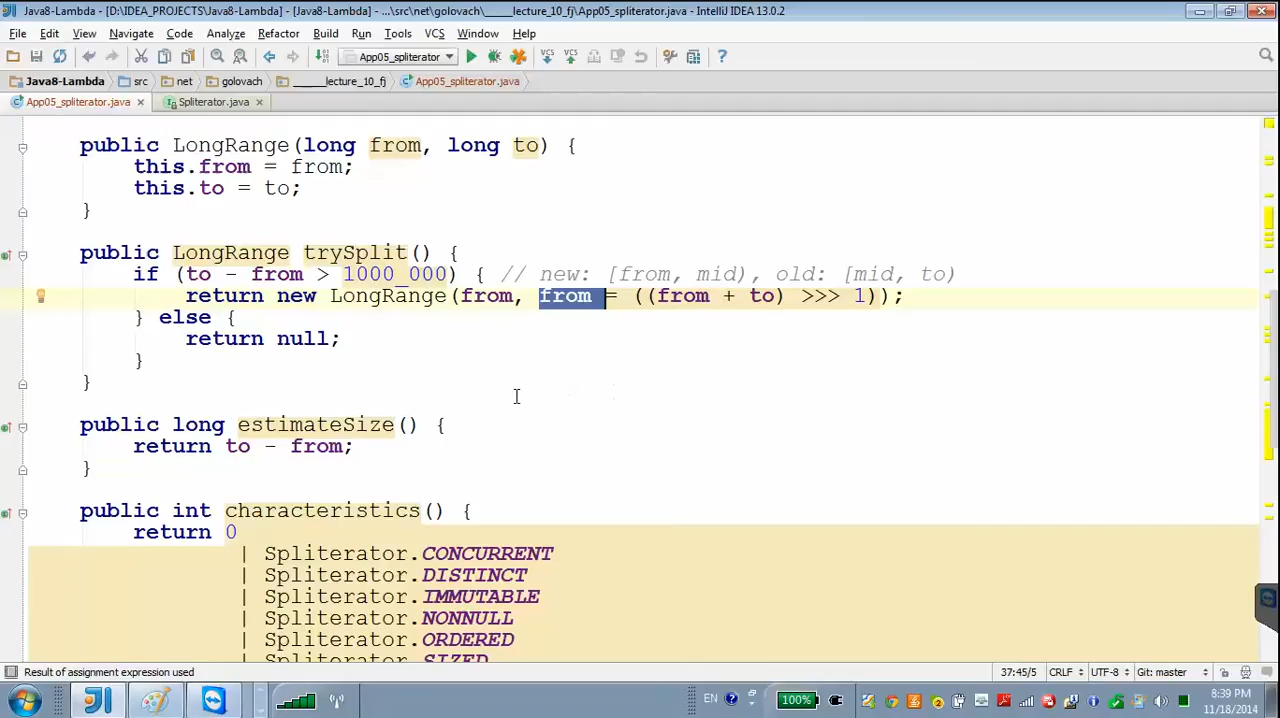 Java8-Lambda - [D:\IDEA_PROJECTS\Java8-Lambda] - [Java8-Lambda] - ...\src\net\golovach\_____lecture_10_fj\App05_spliterator.java - IntelliJ IDEA 13.0.2
File Edit View Navigate Code Analyze Refactor Build Run Tools VCS Window Help
App05_spliterator
Java8-Lambda src net golovach _____lecture_10_fj App05_spliterator.java
App05_spliterator.java Spliterator.java
public LongRange(long from, long to) {
this.from = from;
this.to = to;
}
public LongRange trySplit() {
if (to - from > 1000_000) { // new: [from, mid), old: [mid, to)
return new LongRange(from, from = ((from + to) >>> 1));
} else {
return null;
}
}
public long estimateSize() {
return to - from;
}
public int characteristics() {
return 0
| Spliterator.CONCURRENT
| Spliterator.DISTINCT
| Spliterator.IMMUTABLE
| Spliterator.NONNULL
| Spliterator.ORDERED
| Spliterator.SIZED
Result of assignment expression used 37:45/5 CRLF UTF-8 Git: master
EN 100% 8:39 PM
11/18/2014